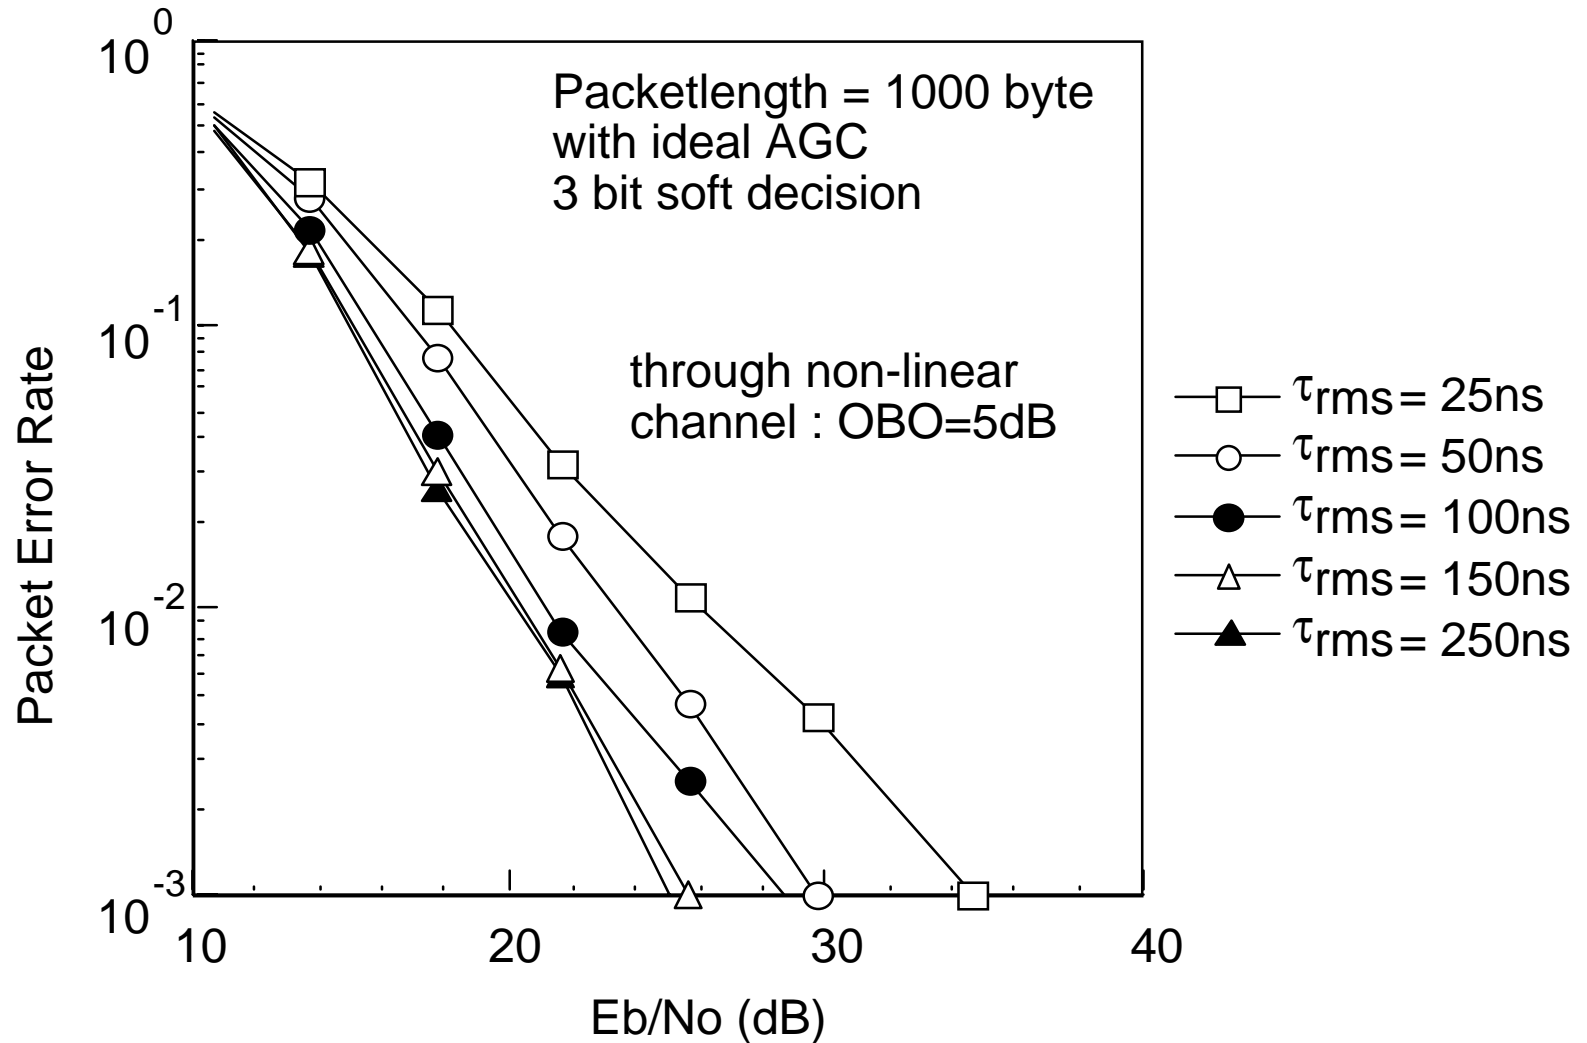 10^0
Packetlength = 1000 byte
with ideal AGC
3 bit soft decision
10^-1
through non-linear
channel : OBO=5dB
Packet Error Rate
τrms = 25ns
τrms = 50ns
τrms = 100ns
τrms = 150ns
τrms = 250ns
10^-2
10^-3
10 20 30 40
Eb/No (dB)